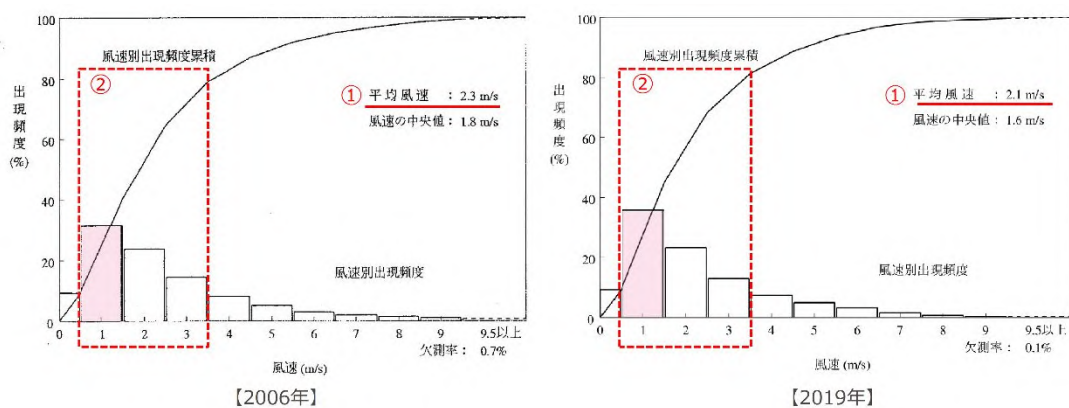 100
80
60
40
20
0
出現頻度
(%)
風速別出現頻度累積
②
① 平均風速 : 2.3 m/s
風速の中央値 : 1.8 m/s
風速別出現頻度
0 1 2 3 4 5 6 7 8 9 9.5以上
欠測率 : 0.7%
風速 (m/s)
【2006年】
100
80
60
40
20
0
出現頻度
(%)
風速別出現頻度累積
②
① 平均風速 : 2.1 m/s
風速の中央値 : 1.6 m/s
風速別出現頻度
0 1 2 3 4 5 6 7 8 9 9.5以上
欠測率 : 0.1%
風速 (m/s)
【2019年】